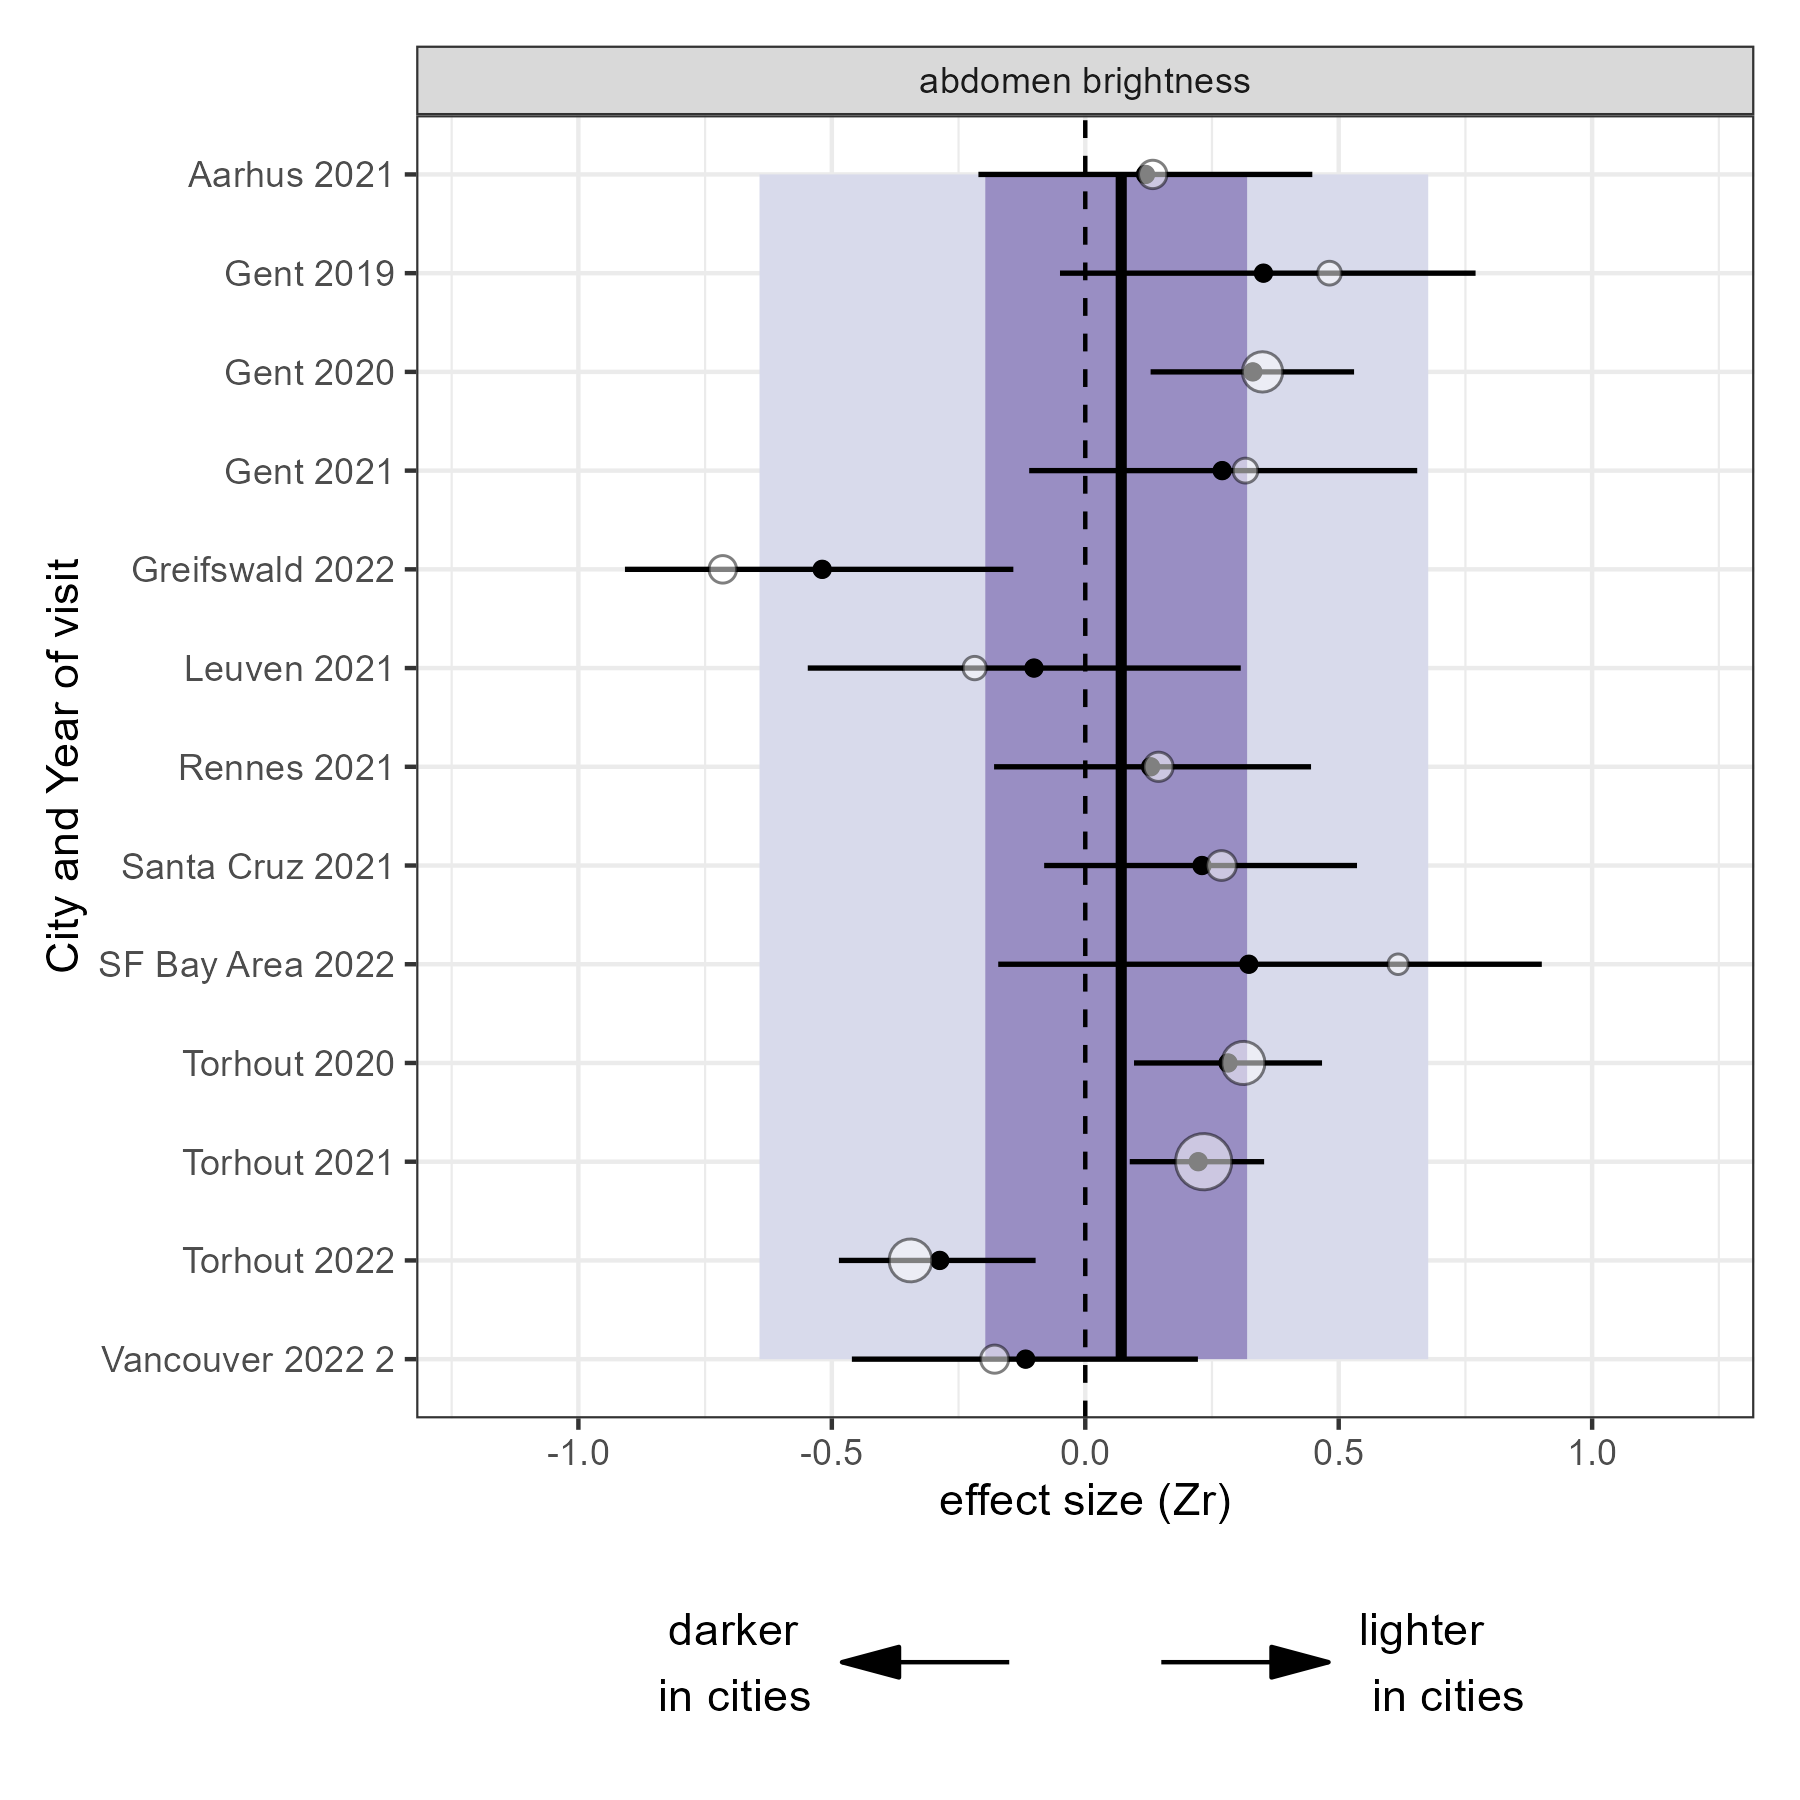 abdomen brightness
Aarhus 2021
Gent 2019
Gent 2020
Gent 2021
Greifswald 2022
Leuven 2021
Rennes 2021
Santa Cruz 2021
SF Bay Area 2022
Torhout 2020
Torhout 2021
Torhout 2022
Vancouver 2022 2
City and Year of visit
-1.0 -0.5 0.0 0.5 1.0
effect size (Zr)
darker
in cities
lighter
in cities